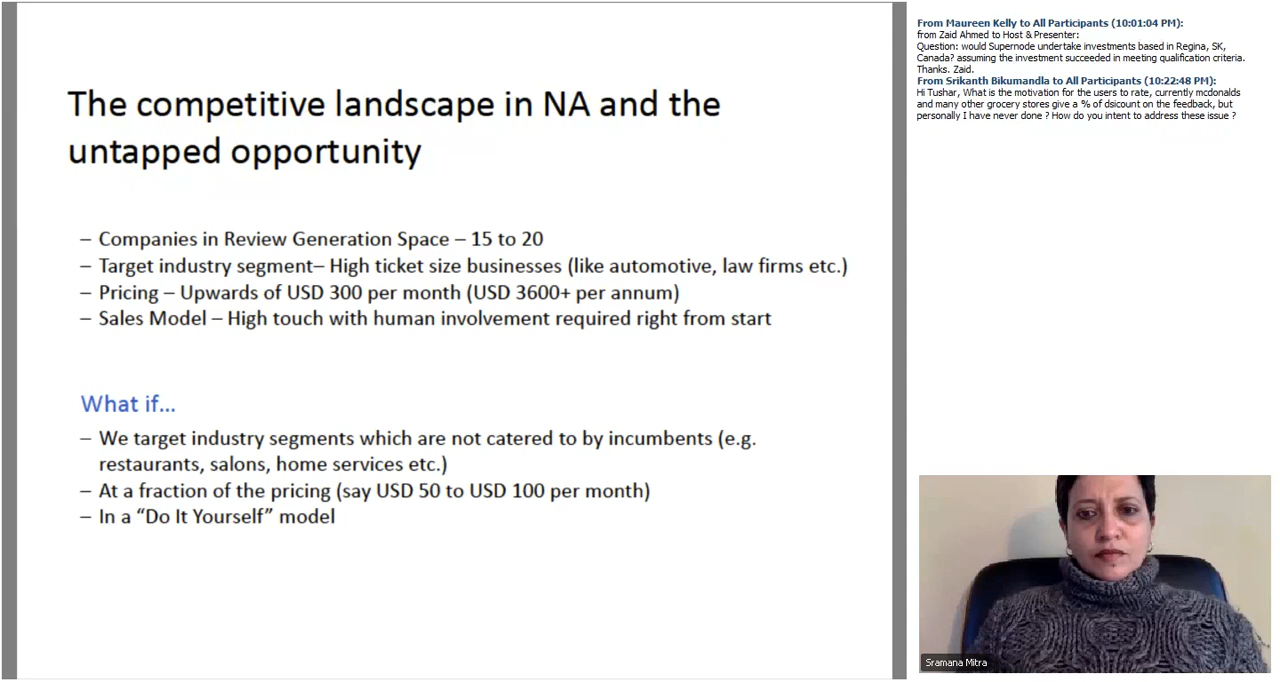 The competitive landscape in NA and the
untapped opportunity
– Companies in Review Generation Space – 15 to 20
– Target industry segment– High ticket size businesses (like automotive, law firms etc.)
– Pricing – Upwards of USD 300 per month (USD 3600+ per annum)
– Sales Model – High touch with human involvement required right from start
What if...
– We target industry segments which are not catered to by incumbents (e.g.
restaurants, salons, home services etc.)
– At a fraction of the pricing (say USD 50 to USD 100 per month)
– In a “Do It Yourself” model
From Maureen Kelly to All Participants (10:01:04 PM):
from Zaid Ahmed to Host & Presenter:
Question: would Supernode undertake investments based in Regina, SK,
Canada? assuming the investment succeeded in meeting qualification criteria.
Thanks. Zaid.
From Srikanth Bikumandla to All Participants (10:22:48 PM):
Hi Tushar, What is the motivation for the users to rate, currently mcdonalds
and many other grocery stores give a % of dsicount on the feedback, but
personally I have never done ? How do you intent to address these issue ?
Sramana Mitra